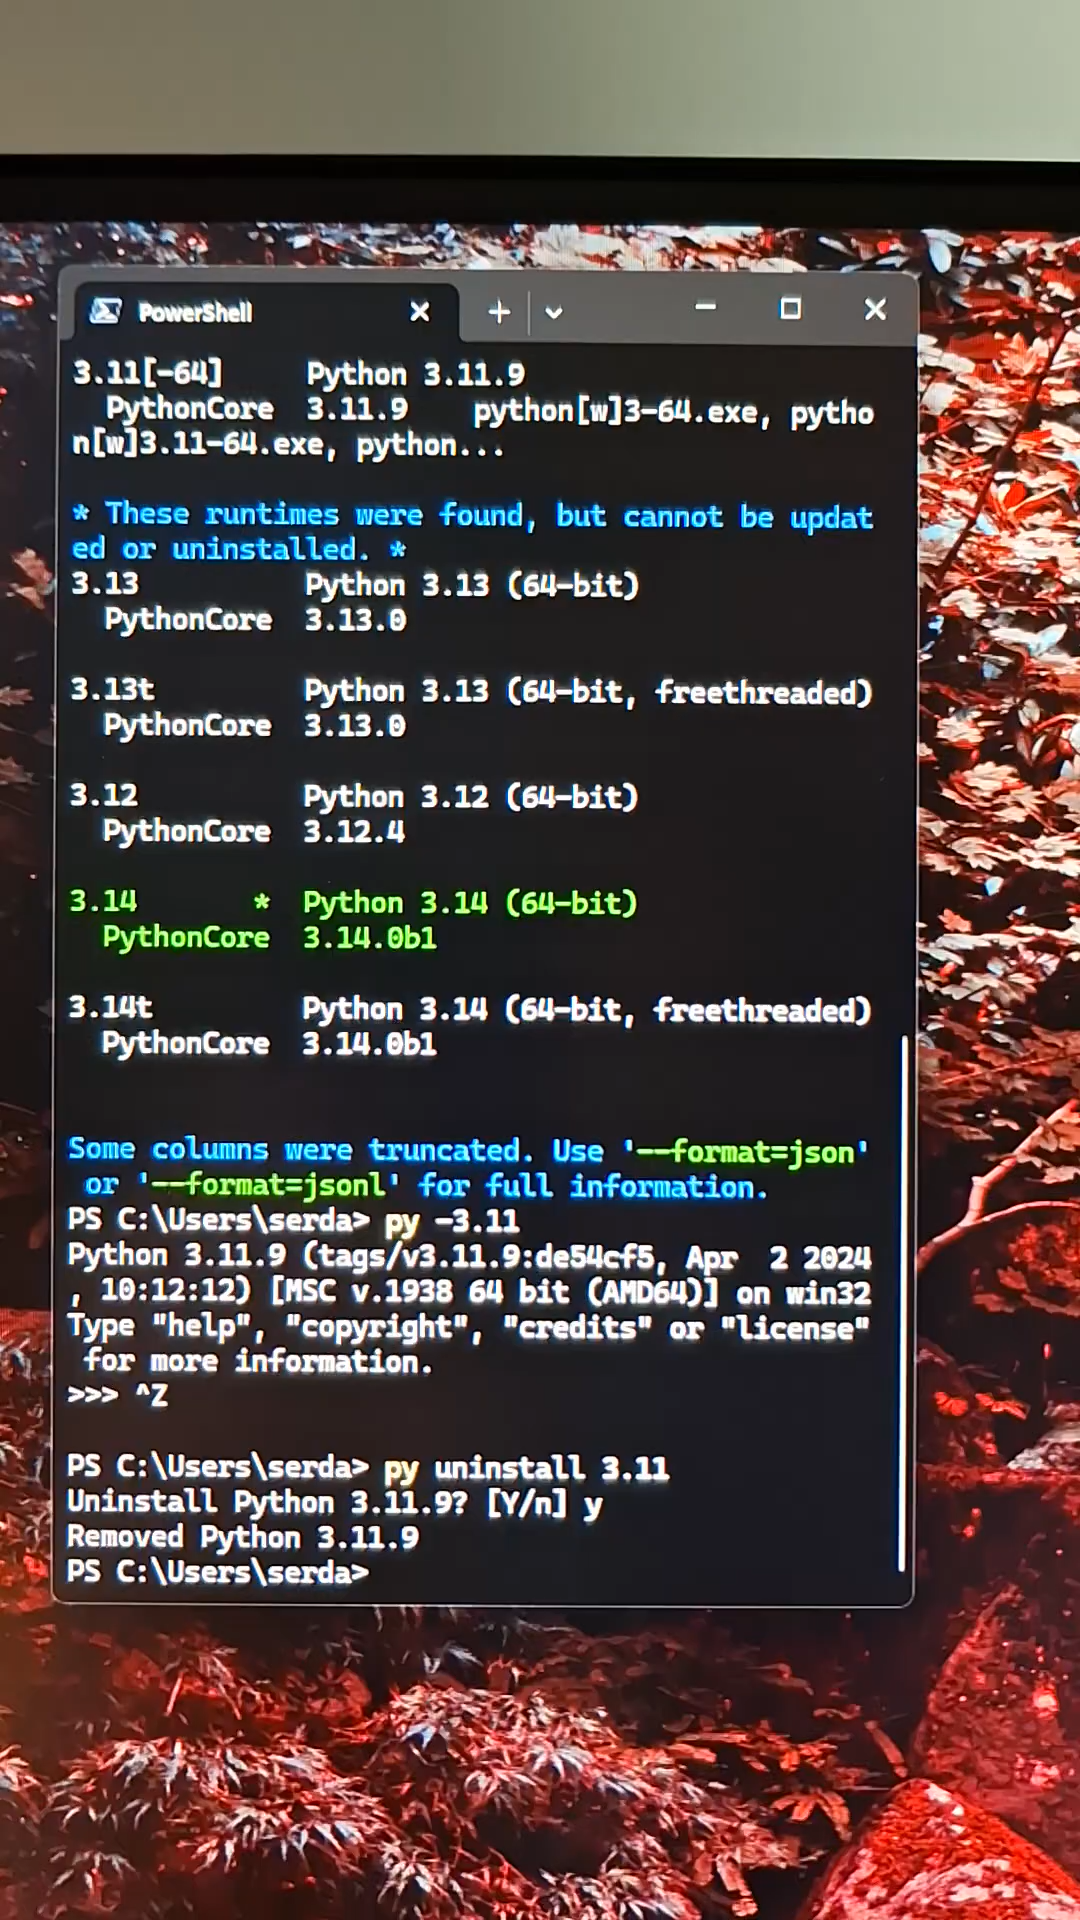 PowerShell
3.11[-64]     Python 3.11.9
  PythonCore  3.11.9    python[w]3-64.exe, pytho
n[w]3.11-64.exe, python...
* These runtimes were found, but cannot be updat
ed or uninstalled. *
3.13          Python 3.13 (64-bit)
  PythonCore  3.13.0
3.13t         Python 3.13 (64-bit, freethreaded)
  PythonCore  3.13.0
3.12          Python 3.12 (64-bit)
  PythonCore  3.12.4
3.14       *  Python 3.14 (64-bit)
  PythonCore  3.14.0b1
3.14t         Python 3.14 (64-bit, freethreaded)
  PythonCore  3.14.0b1
Some columns were truncated. Use '--format=json'
 or '--format=jsonl' for full information.
PS C:\Users\serda> py -3.11
Python 3.11.9 (tags/v3.11.9:de54cf5, Apr  2 2024
, 10:12:12) [MSC v.1938 64 bit (AMD64)] on win32
Type "help", "copyright", "credits" or "license"
 for more information.
>>> ^Z
PS C:\Users\serda> py uninstall 3.11
Uninstall Python 3.11.9? [Y/n] y
Removed Python 3.11.9
PS C:\Users\serda>